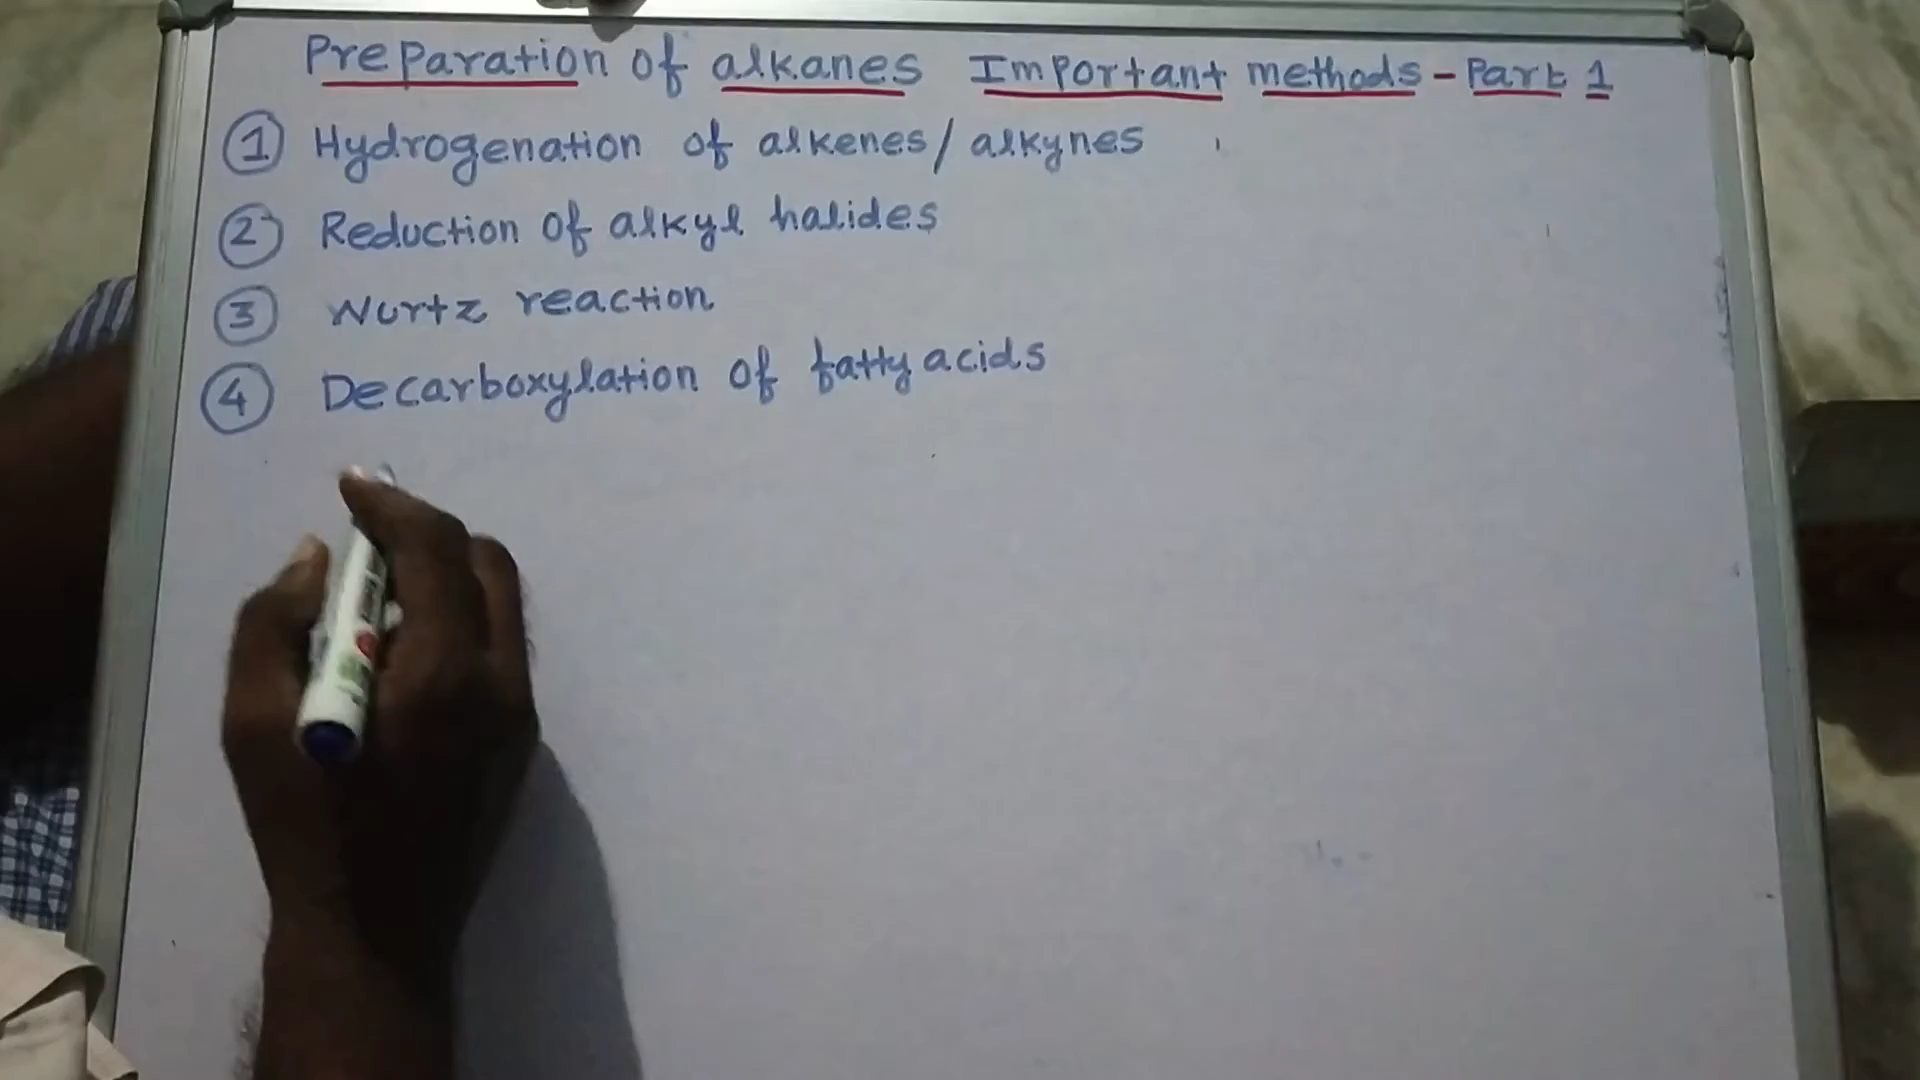 Preparation of alkanes Important methods - Part 1
1 Hydrogenation of alkenes / alkynes
2 Reduction of alkyl halides
3 Wurtz reaction
4 Decarboxylation of fatty acids